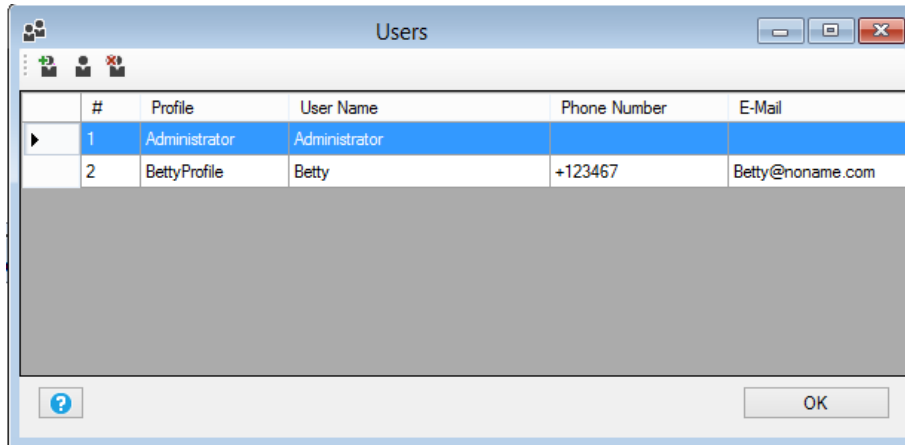 Users
# Profile User Name Phone Number E-Mail
1 Administrator Administrator
2 BettyProfile Betty +123467 Betty@noname.com
OK